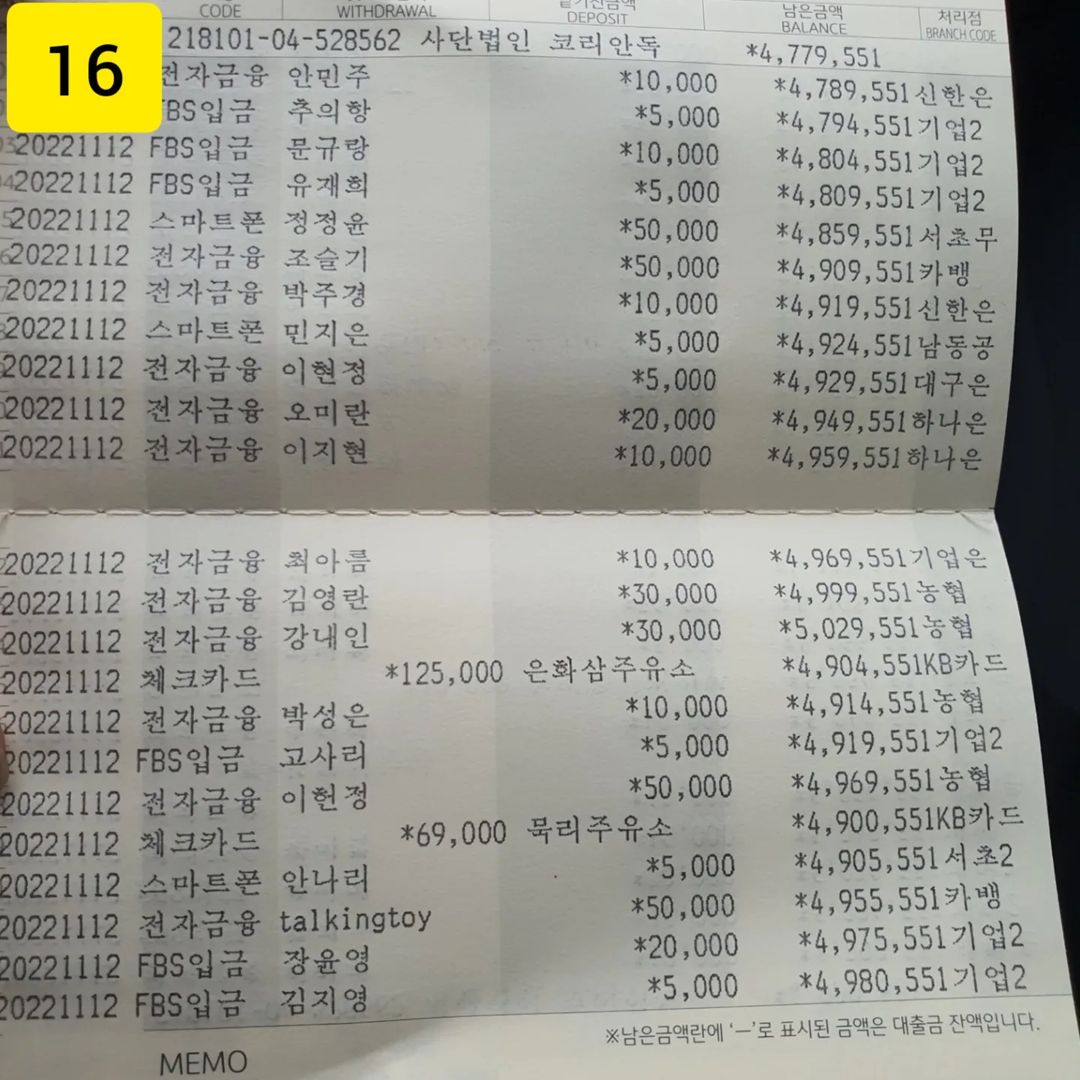 16
CODE WITHDRAWAL DEPOSIT 남은금액 BALANCE 처리점 BRANCH CODE
218101-04-528562 사단법인 코리안독 *4,779,551
전자금융 안민주 *10,000 *4,789,551신한은
FBS입금 추의항 *5,000 *4,794,551기업2
20221112 FBS입금 문규랑 *10,000 *4,804,551기업2
20221112 FBS입금 유재희 *5,000 *4,809,551기업2
20221112 스마트폰 정정윤 *50,000 *4,859,551서초무
20221112 전자금융 조슬기 *50,000 *4,909,551카뱅
20221112 전자금융 박주경 *10,000 *4,919,551신한은
20221112 스마트폰 민지은 *5,000 *4,924,551남동공
20221112 전자금융 이현정 *5,000 *4,929,551대구은
20221112 전자금융 오미란 *20,000 *4,949,551하나은
20221112 전자금융 이지현 *10,000 *4,959,551하나은
20221112 전자금융 최아름 *10,000 *4,969,551기업은
20221112 전자금융 김영란 *30,000 *4,999,551농협
20221112 전자금융 강내인 *30,000 *5,029,551농협
20221112 체크카드 *125,000 은화삼주유소 *4,904,551KB카드
20221112 전자금융 박성은 *10,000 *4,914,551농협
20221112 FBS입금 고사리 *5,000 *4,919,551기업2
20221112 전자금융 이헌정 *50,000 *4,969,551농협
20221112 체크카드 *69,000 묵리주유소 *4,900,551KB카드
20221112 스마트폰 안나리 *5,000 *4,905,551서초2
20221112 전자금융 talkingtoy *50,000 *4,955,551카뱅
20221112 FBS입금 장윤영 *20,000 *4,975,551기업2
20221112 FBS입금 김지영 *5,000 *4,980,551기업2
※남은금액란에 '—'로 표시된 금액은 대출금 잔액입니다.
MEMO